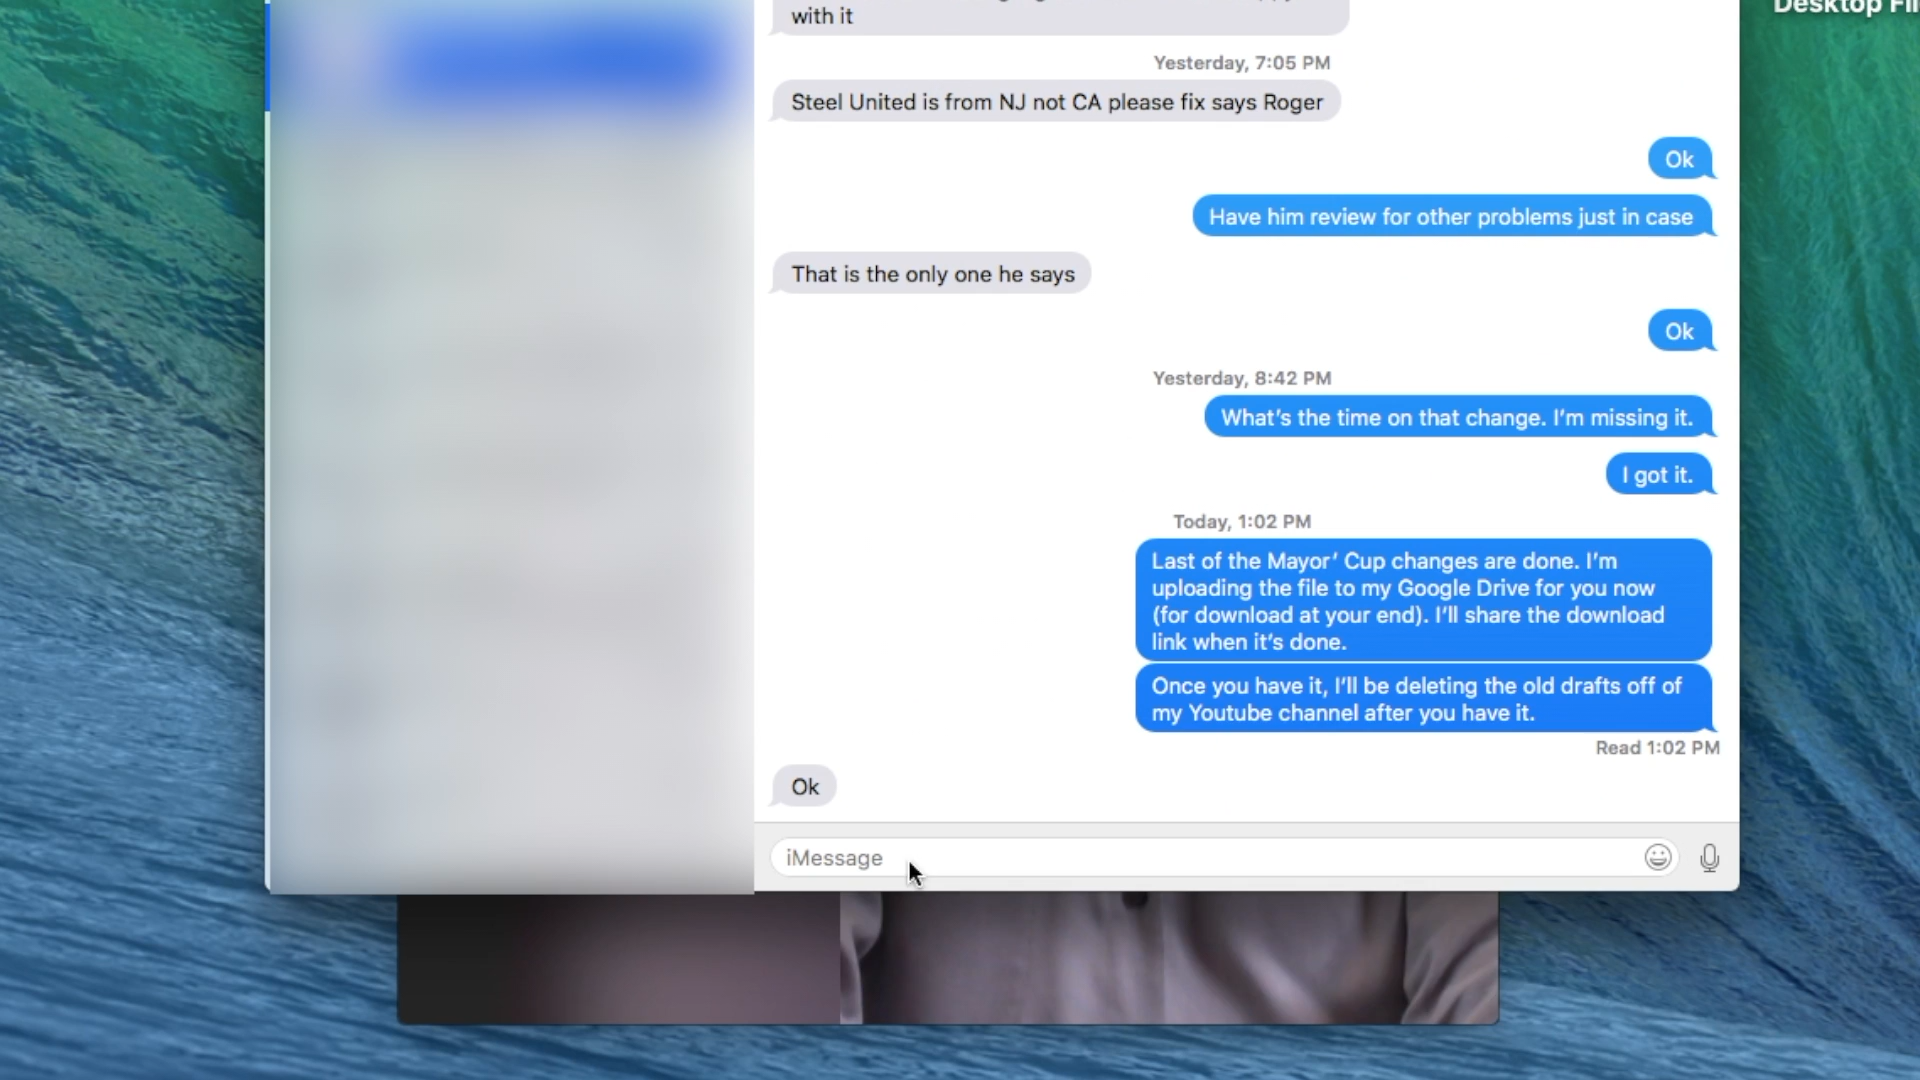 Desktop
with it
Yesterday, 7:05 PM
Steel United is from NJ not CA please fix says Roger
Ok
Have him review for other problems just in case
That is the only one he says
Ok
Yesterday, 8:42 PM
What’s the time on that change. I’m missing it.
I got it.
Today, 1:02 PM
Last of the Mayor’ Cup changes are done. I’m
uploading the file to my Google Drive for you now
(for download at your end). I’ll share the download
link when it’s done.
Once you have it, I’ll be deleting the old drafts off of
my Youtube channel after you have it.
Read 1:02 PM
Ok
iMessage